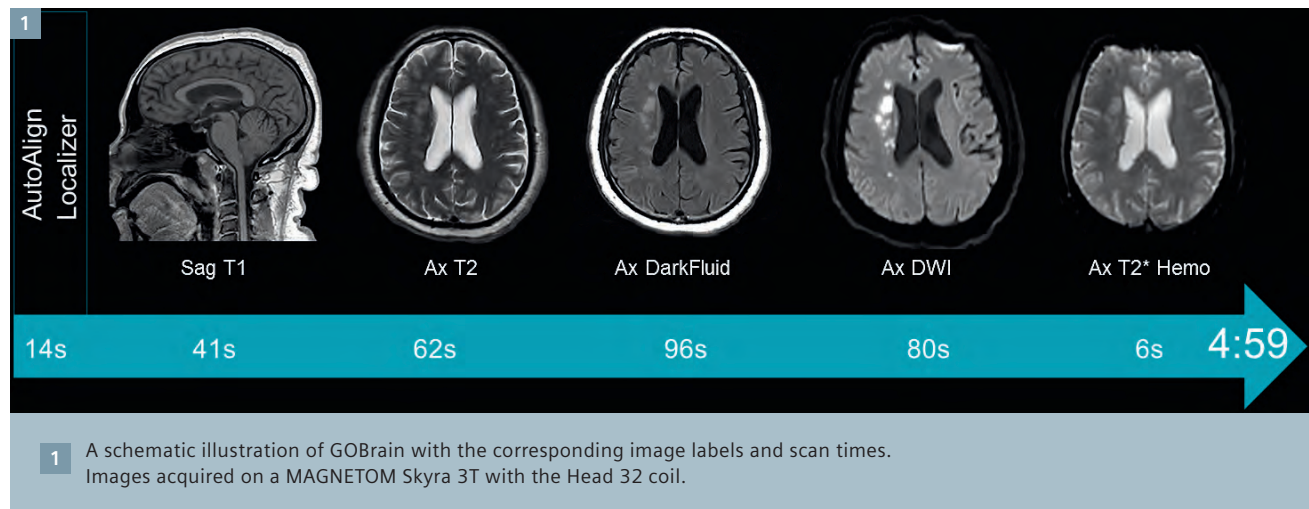 1
AutoAlign
Localizer
Sag T1
Ax T2
Ax DarkFluid
Ax DWI
Ax T2* Hemo
14s
41s
62s
96s
80s
6s
4:59
1
A schematic illustration of GOBrain with the corresponding image labels and scan times.
Images acquired on a MAGNETOM Skyra 3T with the Head 32 coil.